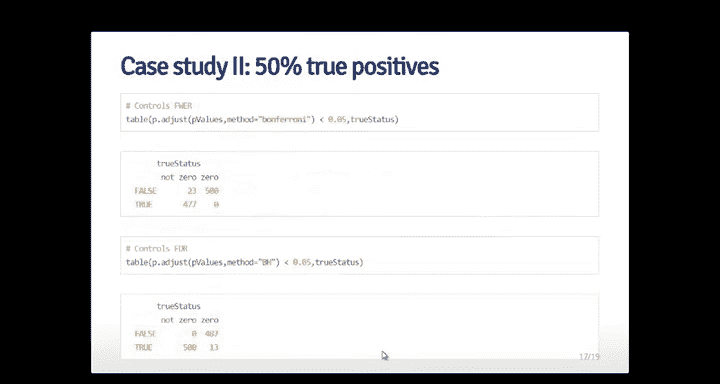 Case study II: 50% true positives
# Controls FWER
table(p.adjust(pValues,method="bonferroni") < 0.05,trueStatus)
trueStatus
not zero zero
FALSE 23 500
TRUE 477 0
# Controls FDR
table(p.adjust(pValues,method="BH") < 0.05,trueStatus)
trueStatus
not zero zero
FALSE 0 487
TRUE 500 13
17/19